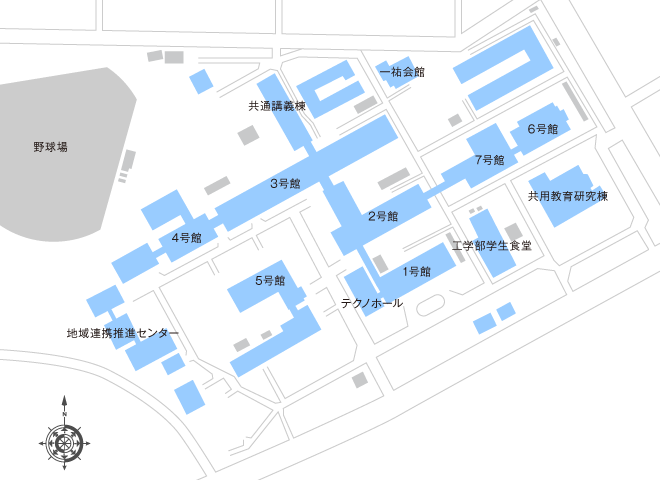 一祐会館
共通講義棟
6号館
野球場
7号館
3号館
共用教育研究棟
2号館
4号館
工学部学生食堂
1号館
5号館
テクノホール
地域連携推進センター
N